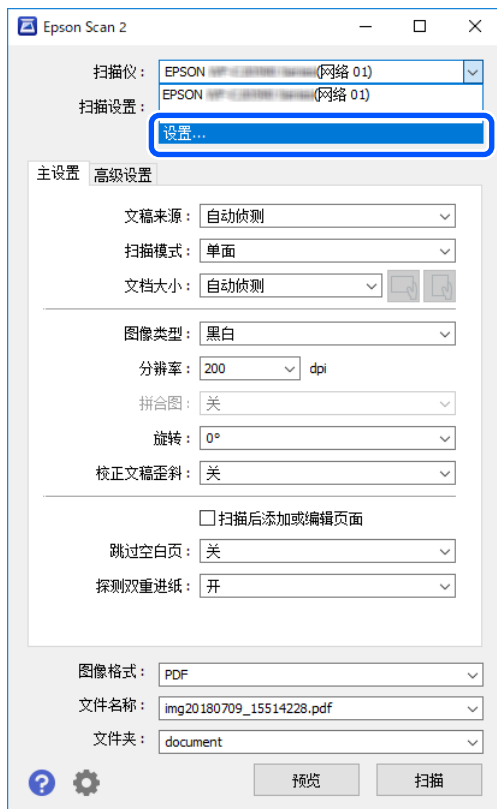 Epson Scan 2
扫描仪： EPSON (网络 01)
EPSON (网络 01)
扫描设置：
设置...
主设置 高级设置
文稿来源： 自动侦测
扫描模式： 单面
文档大小： 自动侦测
图像类型： 黑白
分辨率： 200 dpi
拼合图： 关
旋转： 0°
校正文稿歪斜： 关
扫描后添加或编辑页面
跳过空白页： 关
探测双重进纸： 开
图像格式： PDF
文件名称： img20180709_15514228.pdf
文件夹： document
? 预览 扫描